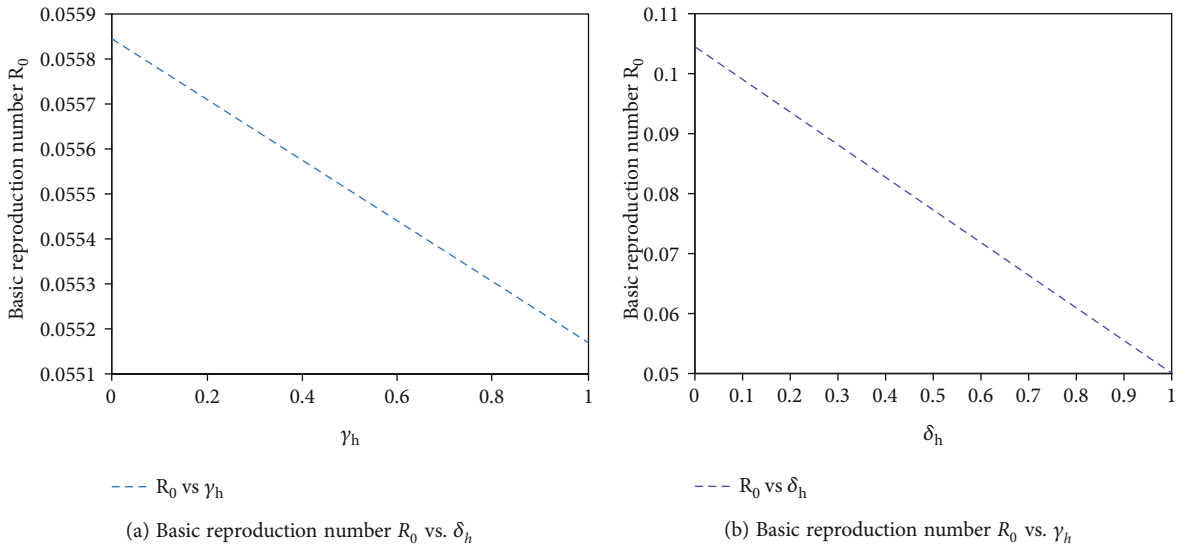 0.0559
0.0558
0.0557
0.0556
0.0555
0.0554
0.0553
0.0552
0.0551
Basic reproduction number R₀
0 0.2 0.4 0.6 0.8 1
γₕ
R₀ vs γₕ
(a) Basic reproduction number R₀ vs. δₕ
0.11
0.1
0.09
0.08
0.07
0.06
0.05
Basic reproduction number R₀
0 0.1 0.2 0.3 0.4 0.5 0.6 0.7 0.8 0.9 1
δₕ
R₀ vs δₕ
(b) Basic reproduction number R₀ vs. γₕ